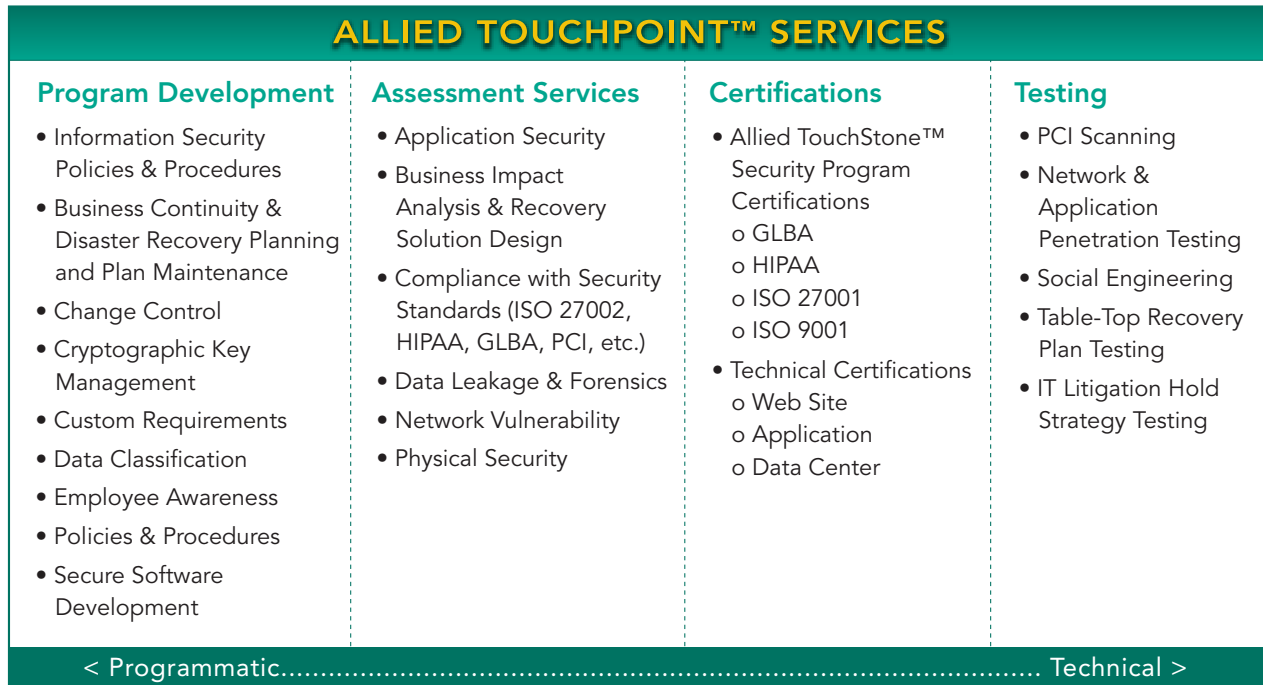 ALLIED TOUCHPOINT™ SERVICES
Program Development
• Information Security
Policies & Procedures
• Business Continuity &
Disaster Recovery Planning
and Plan Maintenance
• Change Control
• Cryptographic Key
Management
• Custom Requirements
• Data Classification
• Employee Awareness
• Policies & Procedures
• Secure Software
Development
Assessment Services
• Application Security
• Business Impact
Analysis & Recovery
Solution Design
• Compliance with Security
Standards (ISO 27002,
HIPAA, GLBA, PCI, etc.)
• Data Leakage & Forensics
• Network Vulnerability
• Physical Security
Certifications
• Allied TouchStone™
Security Program
Certifications
o GLBA
o HIPAA
o ISO 27001
o ISO 9001
• Technical Certifications
o Web Site
o Application
o Data Center
Testing
• PCI Scanning
• Network &
Application
Penetration Testing
• Social Engineering
• Table-Top Recovery
Plan Testing
• IT Litigation Hold
Strategy Testing
< Programmatic............................................................................................................ Technical >